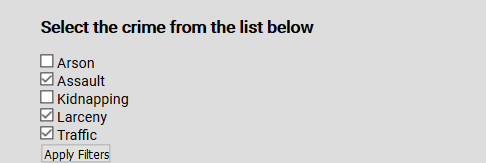 Select the crime from the list below
Arson
Assault
Kidnapping
Larceny
Traffic
Apply Filters